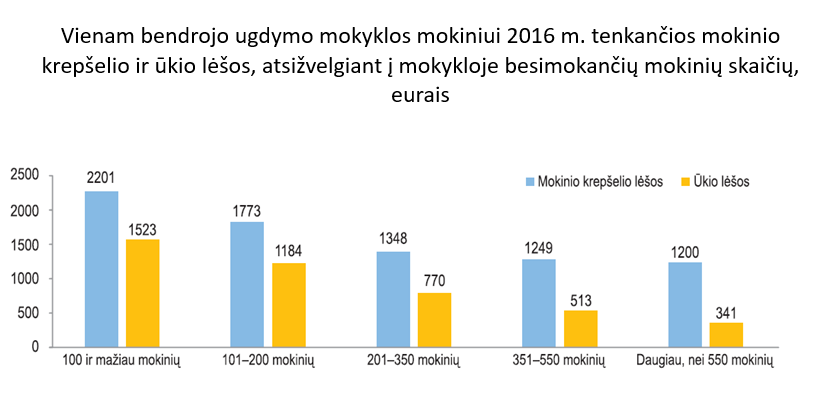 Vienam bendrojo ugdymo mokyklos mokiniui 2016 m. tenkančios mokinio
krepšelio ir ūkio lėšos, atsižvelgiant į mokykloje besimokančių mokinių skaičių,
eurais
2500
2000
1500
1000
500
0
Mokinio krepšelio lėšos
Ūkio lėšos
2201
1523
1773
1184
1348
770
1249
513
1200
341
100 ir mažiau mokinių
101–200 mokinių
201–350 mokinių
351–550 mokinių
Daugiau, nei 550 mokinių